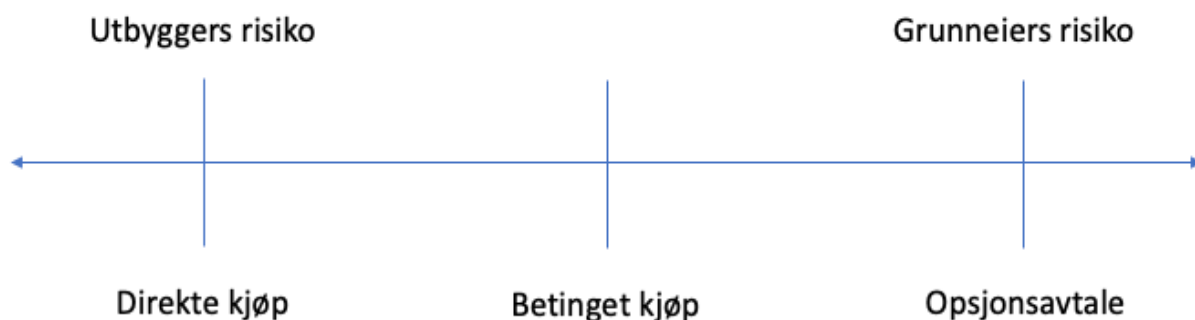 Utbyggers risiko
Grunneiers risiko
Direkte kjøp
Betinget kjøp
Opsjonsavtale